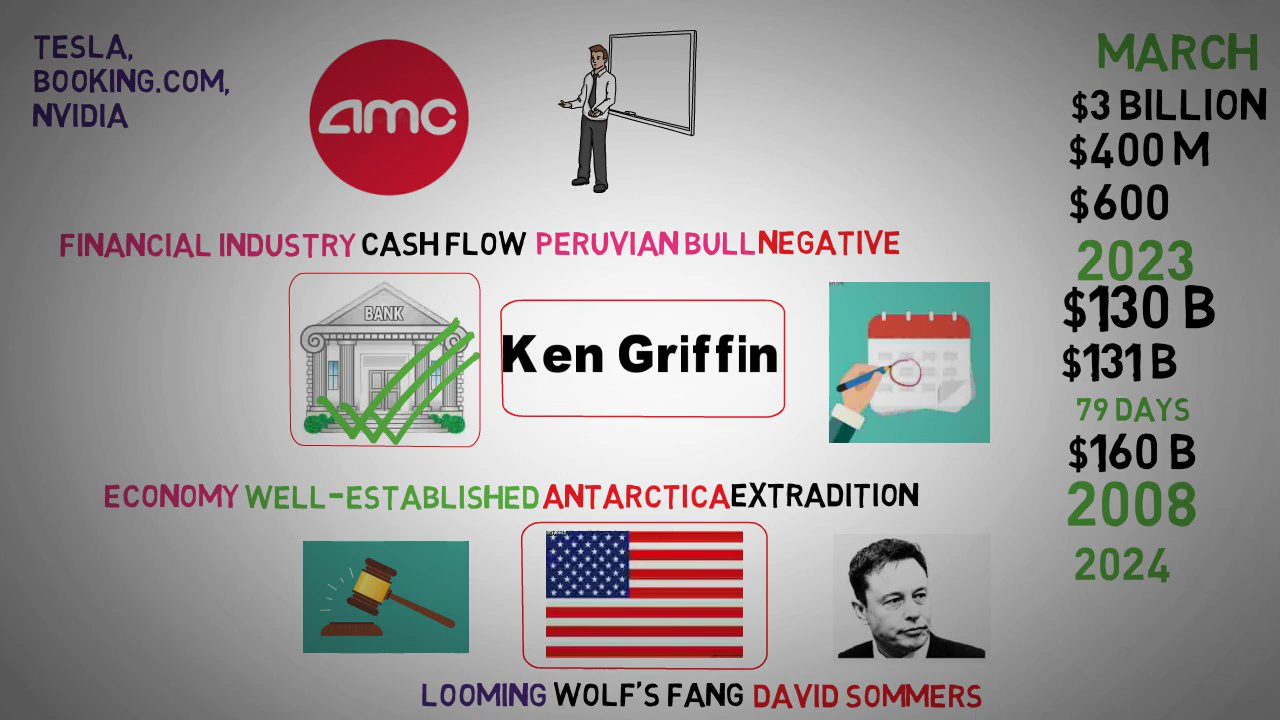 TESLA,
BOOKING.COM,
NVIDIA
amc
MARCH
$3 BILLION
$400 M
$600
2023
$130 B
$131 B
79 DAYS
$160 B
2008
2024
FINANCIAL INDUSTRY CASH FLOW PERUVIAN BULL NEGATIVE
BANK
Ken Griffin
ECONOMY WELL-ESTABLISHED ANTARCTICA EXTRADITION
LOOMING WOLF'S FANG DAVID SOMMERS